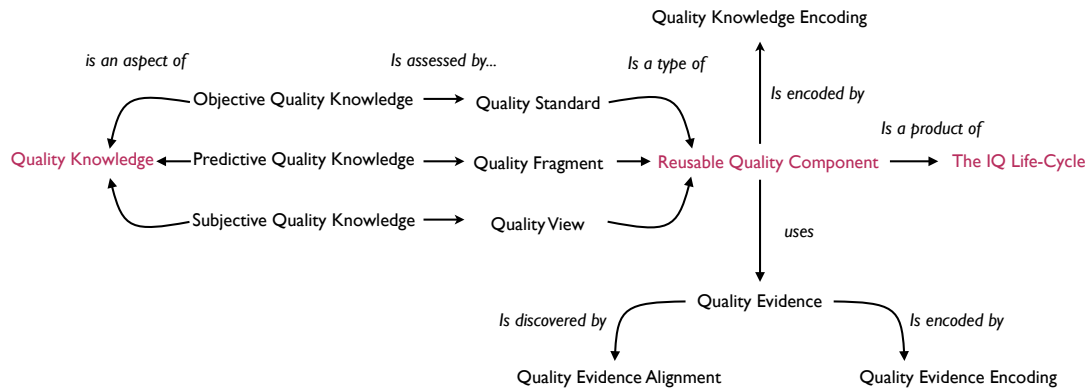 Quality Knowledge Encoding
is an aspect of
Is assessed by...
Is a type of
Objective Quality Knowledge
Quality Standard
Is encoded by
Is a product of
Quality Knowledge
Predictive Quality Knowledge
Quality Fragment
Reusable Quality Component
The IQ Life-Cycle
Subjective Quality Knowledge
Quality View
uses
Quality Evidence
Is discovered by
Is encoded by
Quality Evidence Alignment
Quality Evidence Encoding